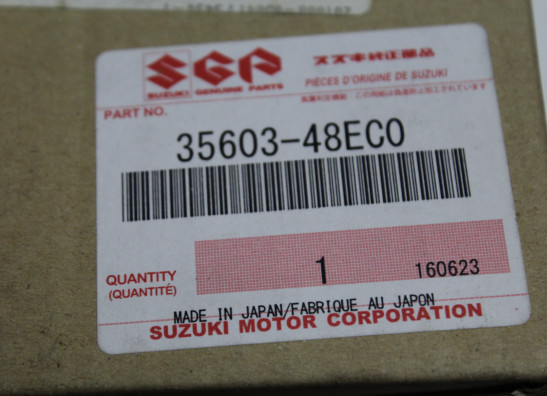 SGP
スズキ純正部品
SUZUKI GENUINE PARTS
PIÈCES D'ORIGINE DE SUZUKI
PART NO.
35603-48EC0
QUANTITY
(QUANTITÉ)
1
160623
MADE IN JAPAN/FABRIQUE AU JAPON
SUZUKI MOTOR CORPORATION